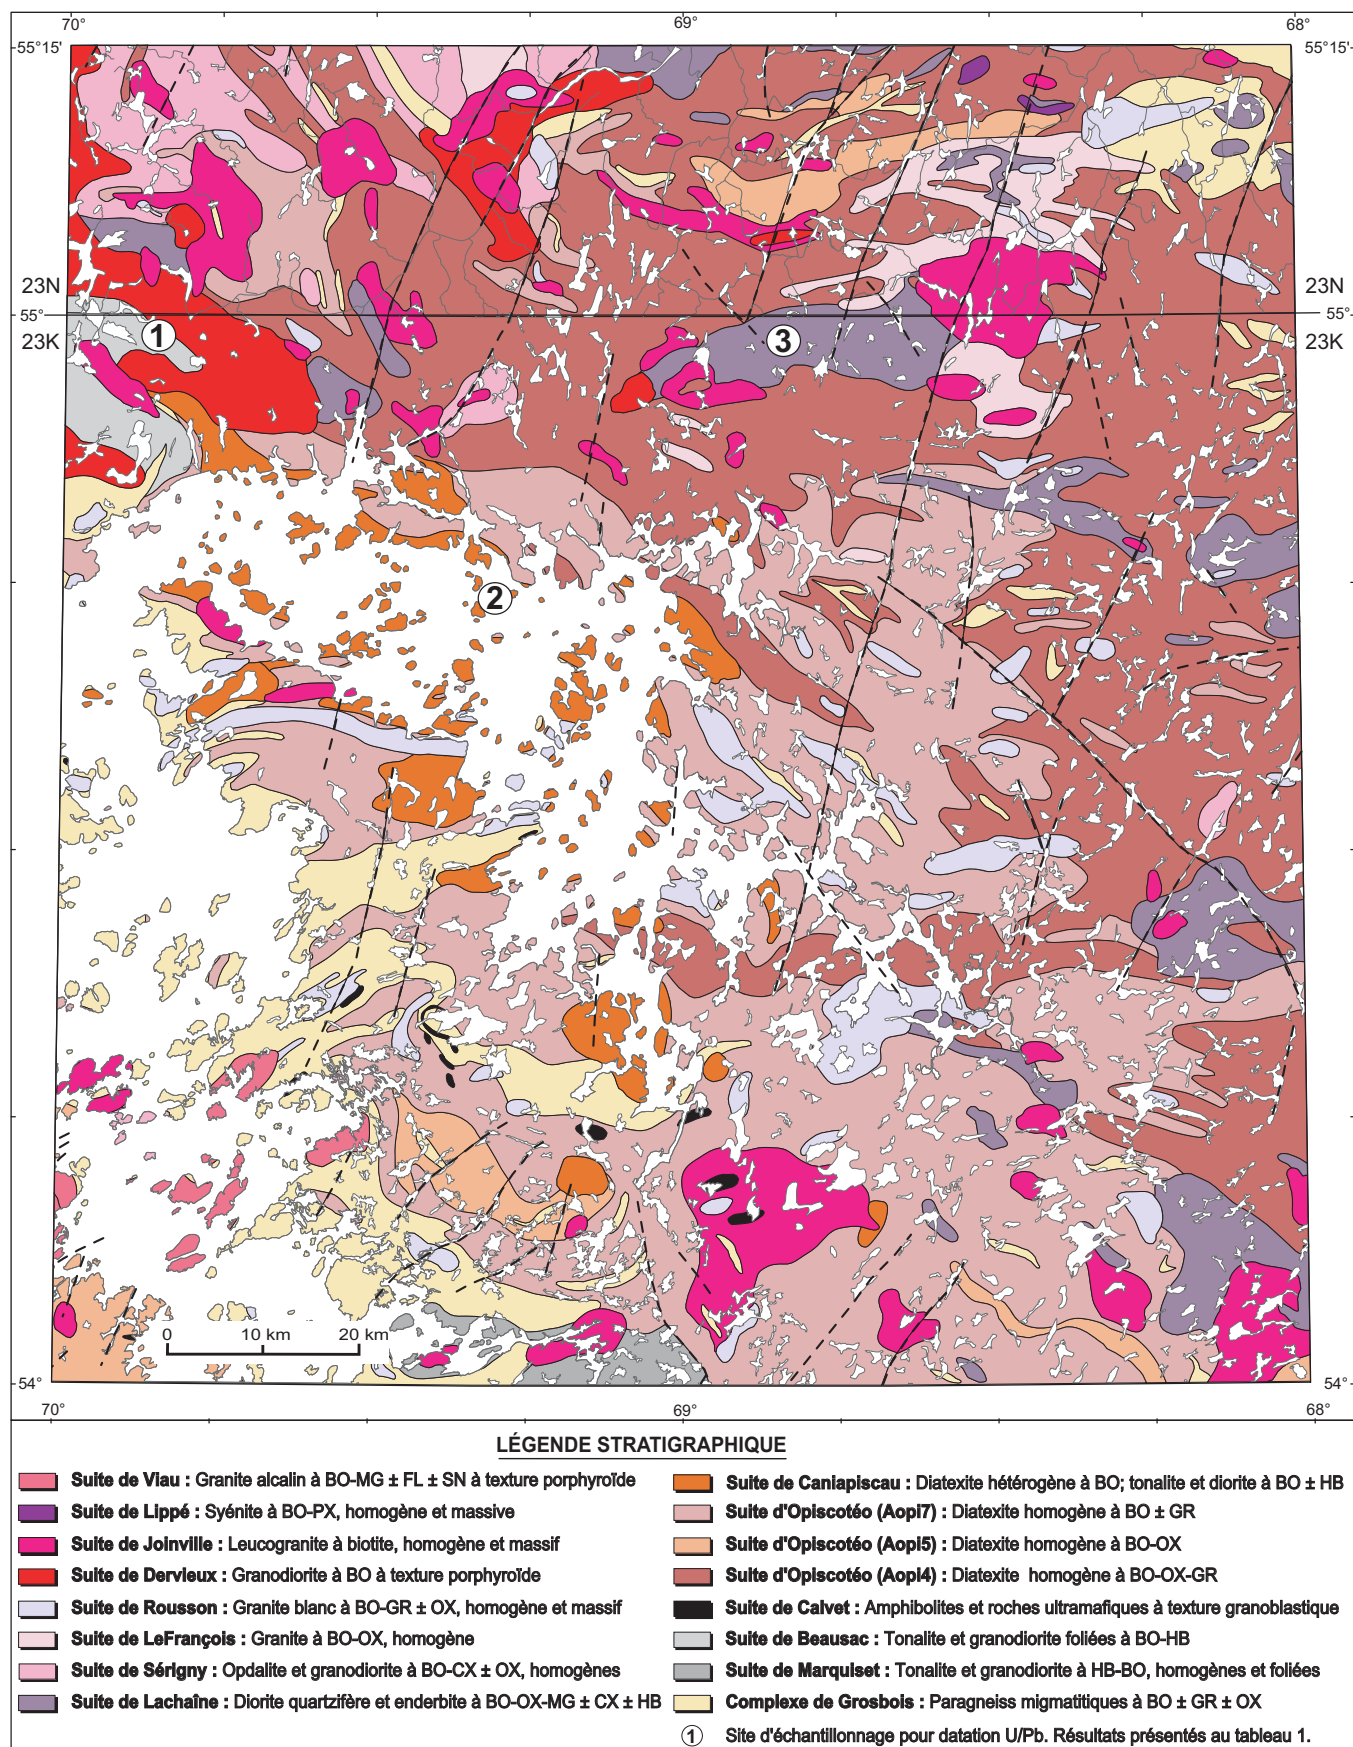 70°
69°
68°
55°15'
55°15'
23N
23N
55°
55°
23K
23K
1
3
2
0
10 km
20 km
54°
54°
70°
69°
68°
LÉGENDE STRATIGRAPHIQUE
Suite de Viau : Granite alcalin à BO-MG ± FL ± SN à texture porphyroïde
Suite de Lippé : Syénite à BO-PX, homogène et massive
Suite de Joinville : Leucogranite à biotite, homogène et massif
Suite de Dervieux : Granodiorite à BO à texture porphyroïde
Suite de Rousson : Granite blanc à BO-GR ± OX, homogène et massif
Suite de LeFrançois : Granite à BO-OX, homogène
Suite de Sérigny : Opdalite et granodiorite à BO-CX ± OX, homogènes
Suite de Lachaîne : Diorite quartzifère et enderbite à BO-OX-MG ± CX ± HB
Suite de Caniapiscau : Diatexite hétérogène à BO; tonalite et diorite à BO ± HB
Suite d'Opiscotéo (Aopi7) : Diatexite homogène à BO ± GR
Suite d'Opiscotéo (Aopi5) : Diatexite homogène à BO-OX
Suite d'Opiscotéo (Aopi4) : Diatexite homogène à BO-OX-GR
Suite de Calvet : Amphibolites et roches ultramafiques à texture granoblastique
Suite de Beausac : Tonalite et granodiorite foliées à BO-HB
Suite de Marquiset : Tonalite et granodiorite à HB-BO, homogènes et foliées
Complexe de Grosbois : Paragneiss migmatitiques à BO ± GR ± OX
1 Site d'échantillonnage pour datation U/Pb. Résultats présentés au tableau 1.